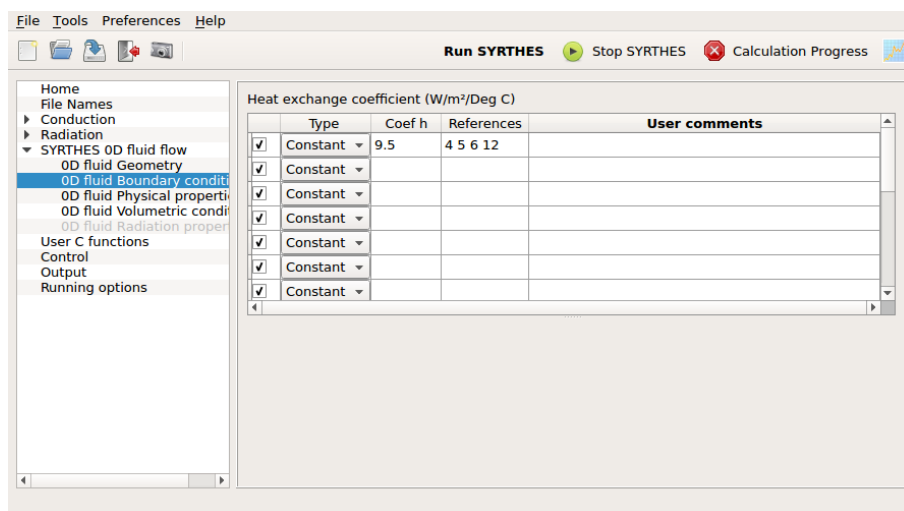 File Tools Preferences Help
Run SYRTHES Stop SYRTHES Calculation Progress
Home
File Names
Conduction
Radiation
SYRTHES 0D fluid flow
0D fluid Geometry
0D fluid Boundary conditi
0D fluid Physical properti
0D fluid Volumetric condi
0D fluid Radiation proper
User C functions
Control
Output
Running options
Heat exchange coefficient (W/m²/Deg C)
Type Coef h References User comments
Constant 9.5 4 5 6 12
Constant
Constant
Constant
Constant
Constant
Constant